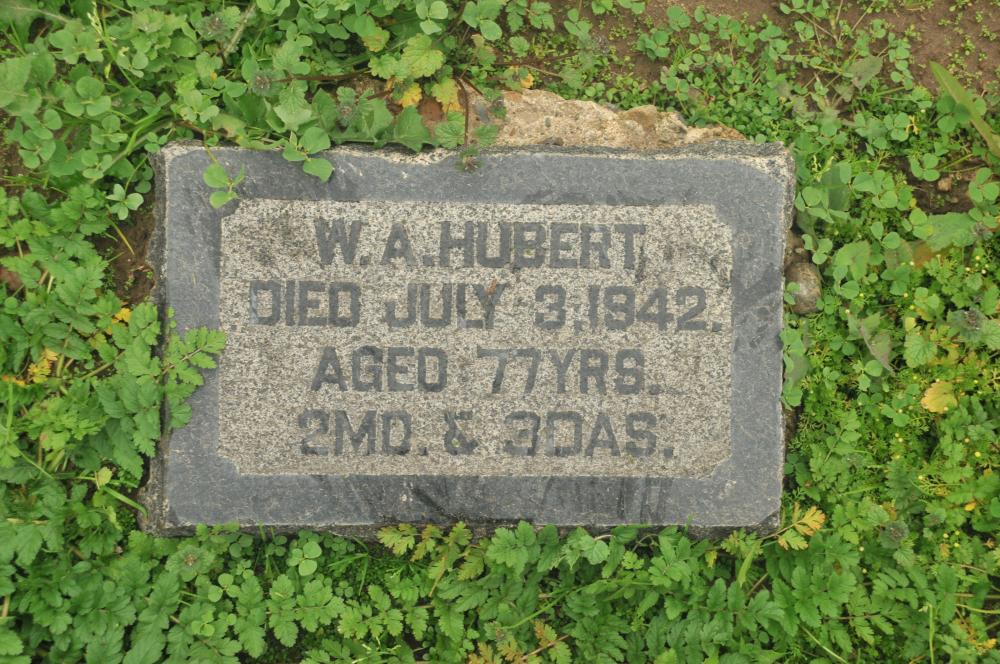 W.A.HUBERT,
DIED JULY 3,1942.
AGED 77YRS.
2MO. & 3DAS.